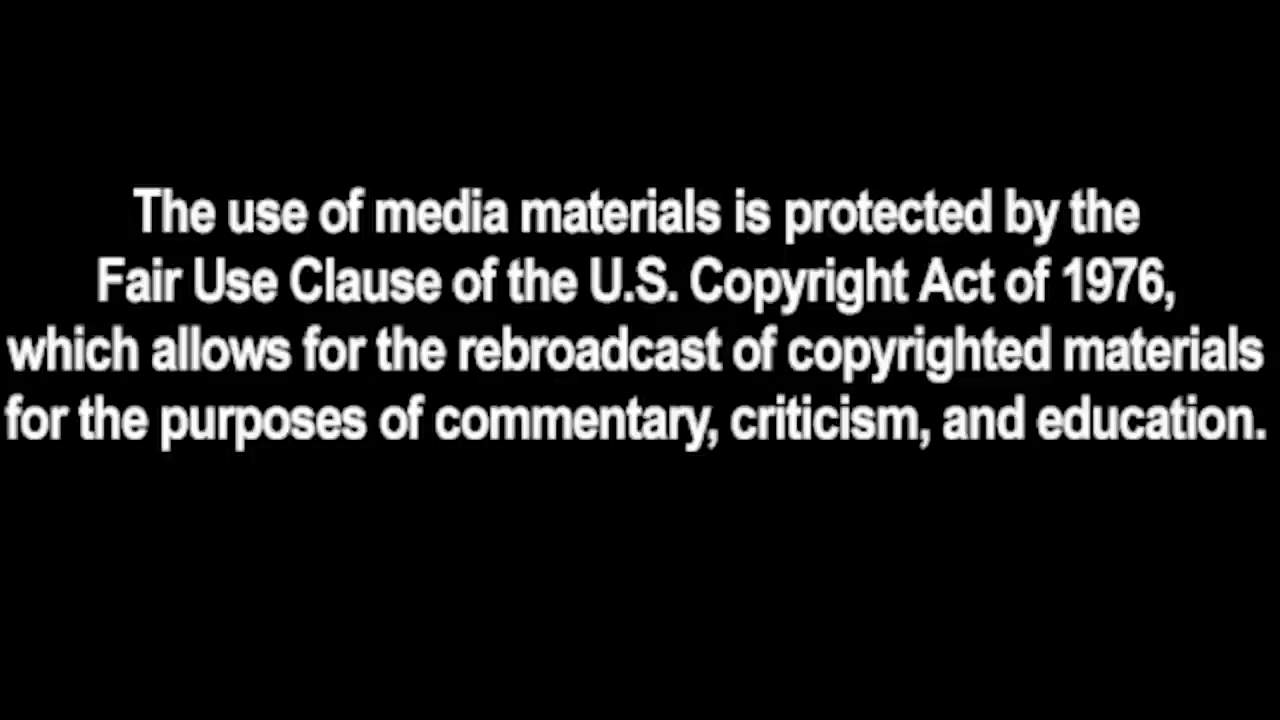 The use of media materials is protected by the
Fair Use Clause of the U.S. Copyright Act of 1976,
which allows for the rebroadcast of copyrighted materials
for the purposes of commentary, criticism, and education.